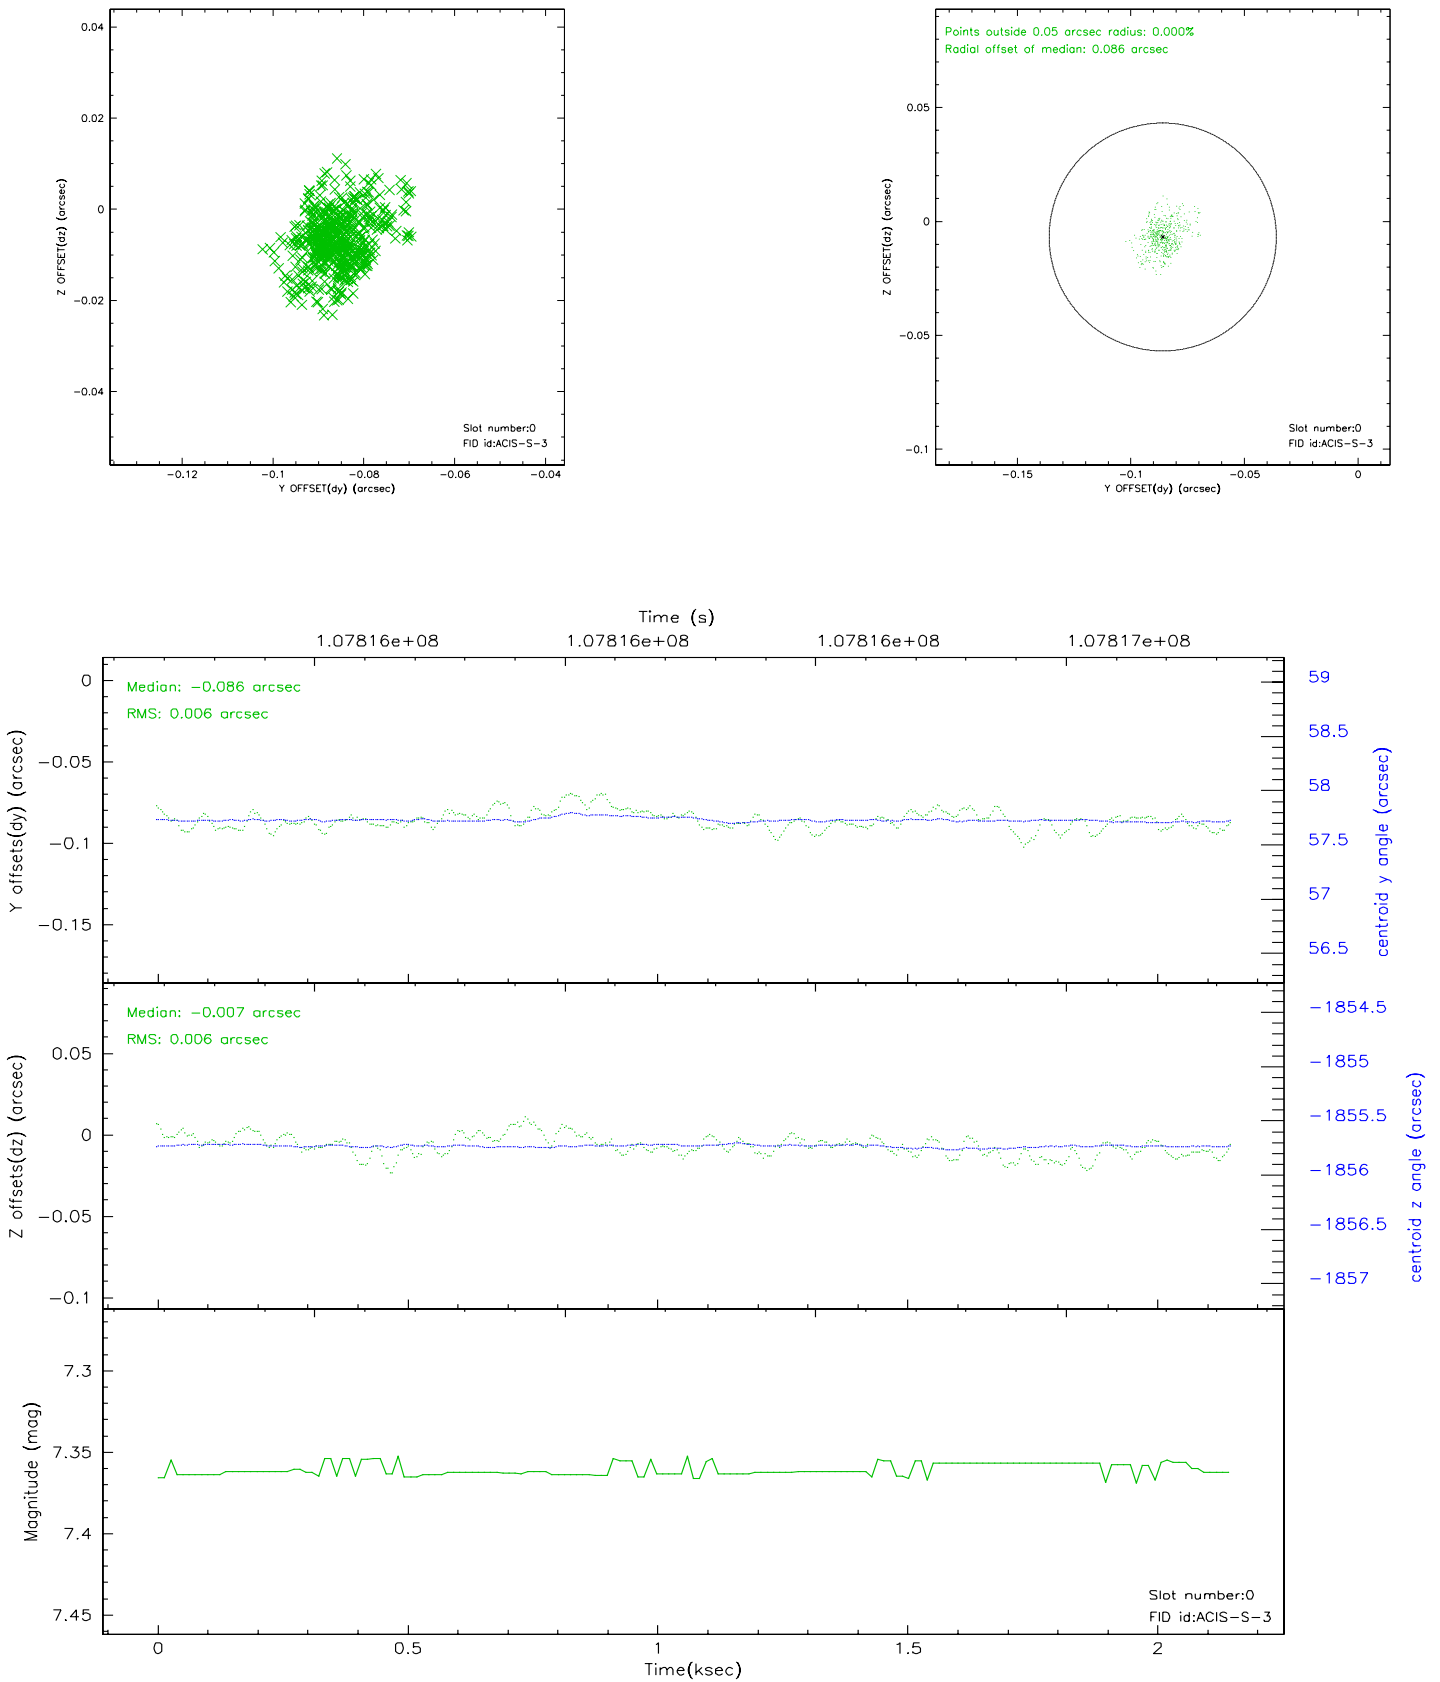 0.04
0.02
0
−0.02
−0.04
Z OFFSET(dz) (arcsec)
Slot number:0
FID id:ACIS−S−3
−0.12 −0.1 −0.08 −0.06 −0.04
Y OFFSET(dy) (arcsec)
Points outside 0.05 arcsec radius: 0.000%
Radial offset of median: 0.086 arcsec
0.05
0
−0.05
−0.1
Z OFFSET(dz) (arcsec)
Slot number:0
FID id:ACIS−S−3
−0.15 −0.1 −0.05 0
Y OFFSET(dy) (arcsec)
Time (s)
1.07816e+08 1.07816e+08 1.07816e+08 1.07817e+08
Median: −0.086 arcsec
RMS: 0.006 arcsec
0
−0.05
−0.1
−0.15
Y offsets(dy) (arcsec)
59
58.5
58
57.5
57
56.5
centroid y angle (arcsec)
Median: −0.007 arcsec
RMS: 0.006 arcsec
0.05
0
−0.05
−0.1
Z offsets(dz) (arcsec)
−1854.5
−1855
−1855.5
−1856
−1856.5
−1857
centroid z angle (arcsec)
7.3
7.35
7.4
7.45
Magnitude (mag)
Slot number:0
FID id:ACIS−S−3
0 0.5 1 1.5 2
Time(ksec)